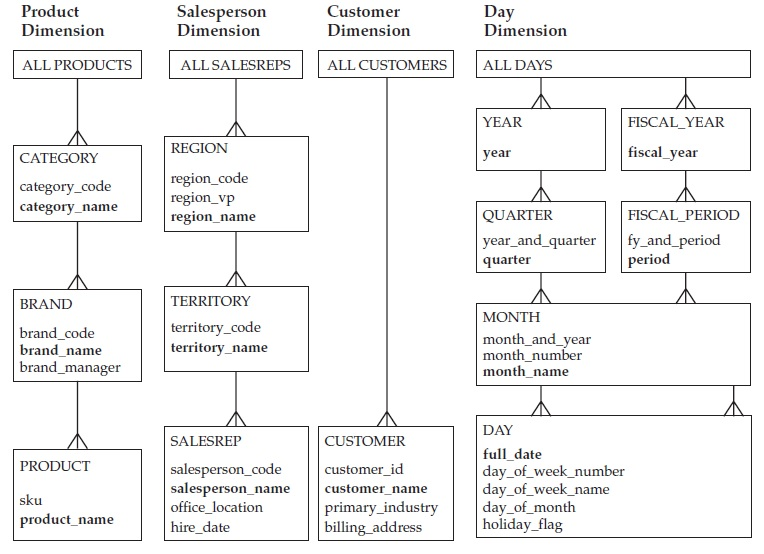 Product
Dimension
Salesperson
Dimension
Customer
Dimension
Day
Dimension
ALL PRODUCTS
ALL SALESREPS
ALL CUSTOMERS
ALL DAYS
CATEGORY
category_code
category_name
BRAND
brand_code
brand_name
brand_manager
PRODUCT
sku
product_name
REGION
region_code
region_vp
region_name
TERRITORY
territory_code
territory_name
SALESREP
salesperson_code
salesperson_name
office_location
hire_date
CUSTOMER
customer_id
customer_name
primary_industry
billing_address
YEAR
year
FISCAL_YEAR
fiscal_year
QUARTER
year_and_quarter
quarter
FISCAL_PERIOD
fy_and_period
period
MONTH
month_and_year
month_number
month_name
DAY
full_date
day_of_week_number
day_of_week_name
day_of_month
holiday_flag